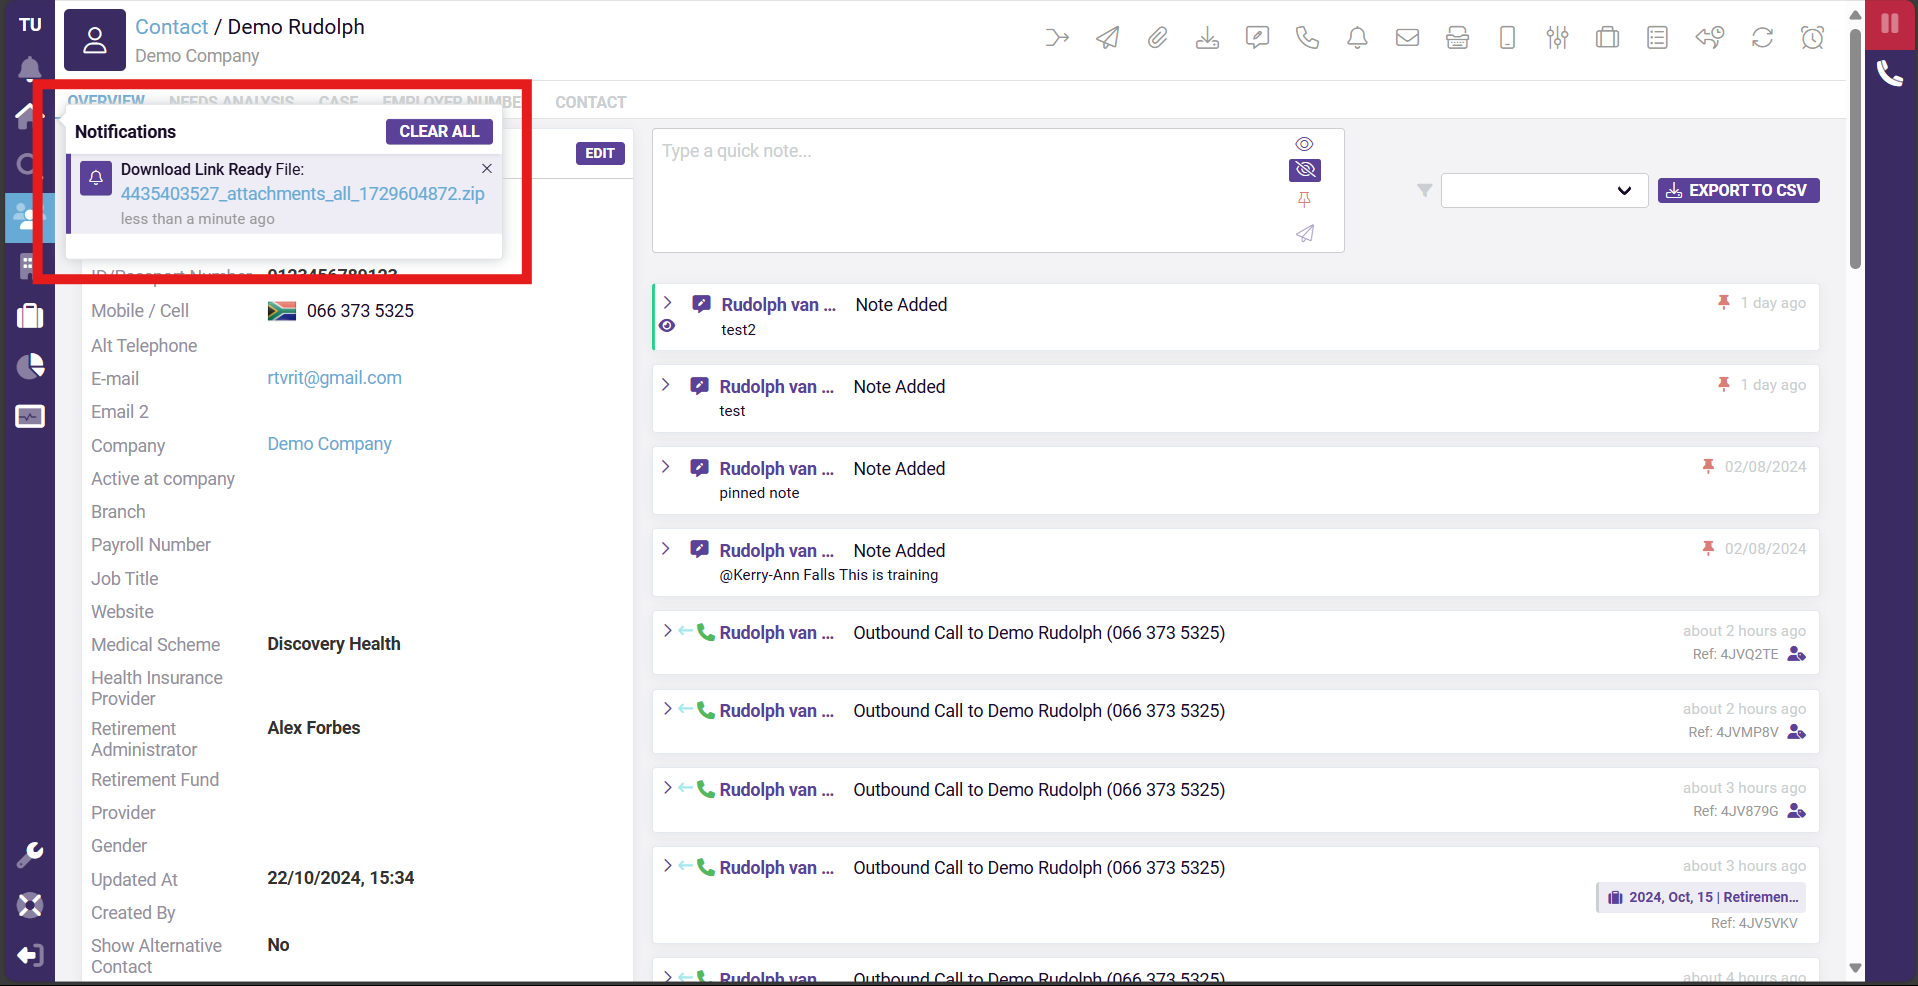 TU
Contact / Demo Rudolph
Demo Company
OVERVIEW NEEDS ANALYSIS CASE EMPLOYER NUMBE CONTACT
Notifications
CLEAR ALL
Download Link Ready File:
4435403527_attachments_all_1729604872.zip
less than a minute ago
EDIT
ID/Passport Number 0123456789123
Mobile / Cell 066 373 5325
Alt Telephone
E-mail rtvrit@gmail.com
Email 2
Company Demo Company
Active at company
Branch
Payroll Number
Job Title
Website
Medical Scheme Discovery Health
Health Insurance
Provider
Retirement
Administrator Alex Forbes
Retirement Fund
Provider
Gender
Updated At 22/10/2024, 15:34
Created By
Show Alternative
Contact No
Type a quick note...
EXPORT TO CSV
Rudolph van ... Note Added 1 day ago
test2
Rudolph van ... Note Added 1 day ago
test
Rudolph van ... Note Added 02/08/2024
pinned note
Rudolph van ... Note Added 02/08/2024
@Kerry-Ann Falls This is training
Rudolph van ... Outbound Call to Demo Rudolph (066 373 5325) about 2 hours ago
Ref: 4JVQ2TE
Rudolph van ... Outbound Call to Demo Rudolph (066 373 5325) about 2 hours ago
Ref: 4JVMP8V
Rudolph van ... Outbound Call to Demo Rudolph (066 373 5325) about 3 hours ago
Ref: 4JV879G
Rudolph van ... Outbound Call to Demo Rudolph (066 373 5325) about 3 hours ago
2024, Oct, 15 | Retiremen...
Ref: 4JV5VKV
Rudolph van ... Outbound Call to Demo Rudolph (066 373 5325) about 4 hours ago